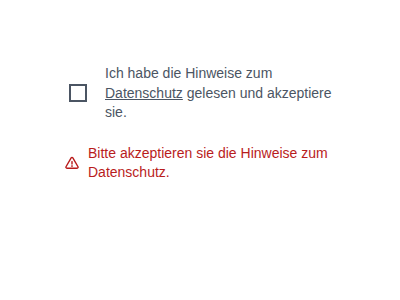 Ich habe die Hinweise zum
Datenschutz gelesen und akzeptiere
sie.
Bitte akzeptieren sie die Hinweise zum
Datenschutz.